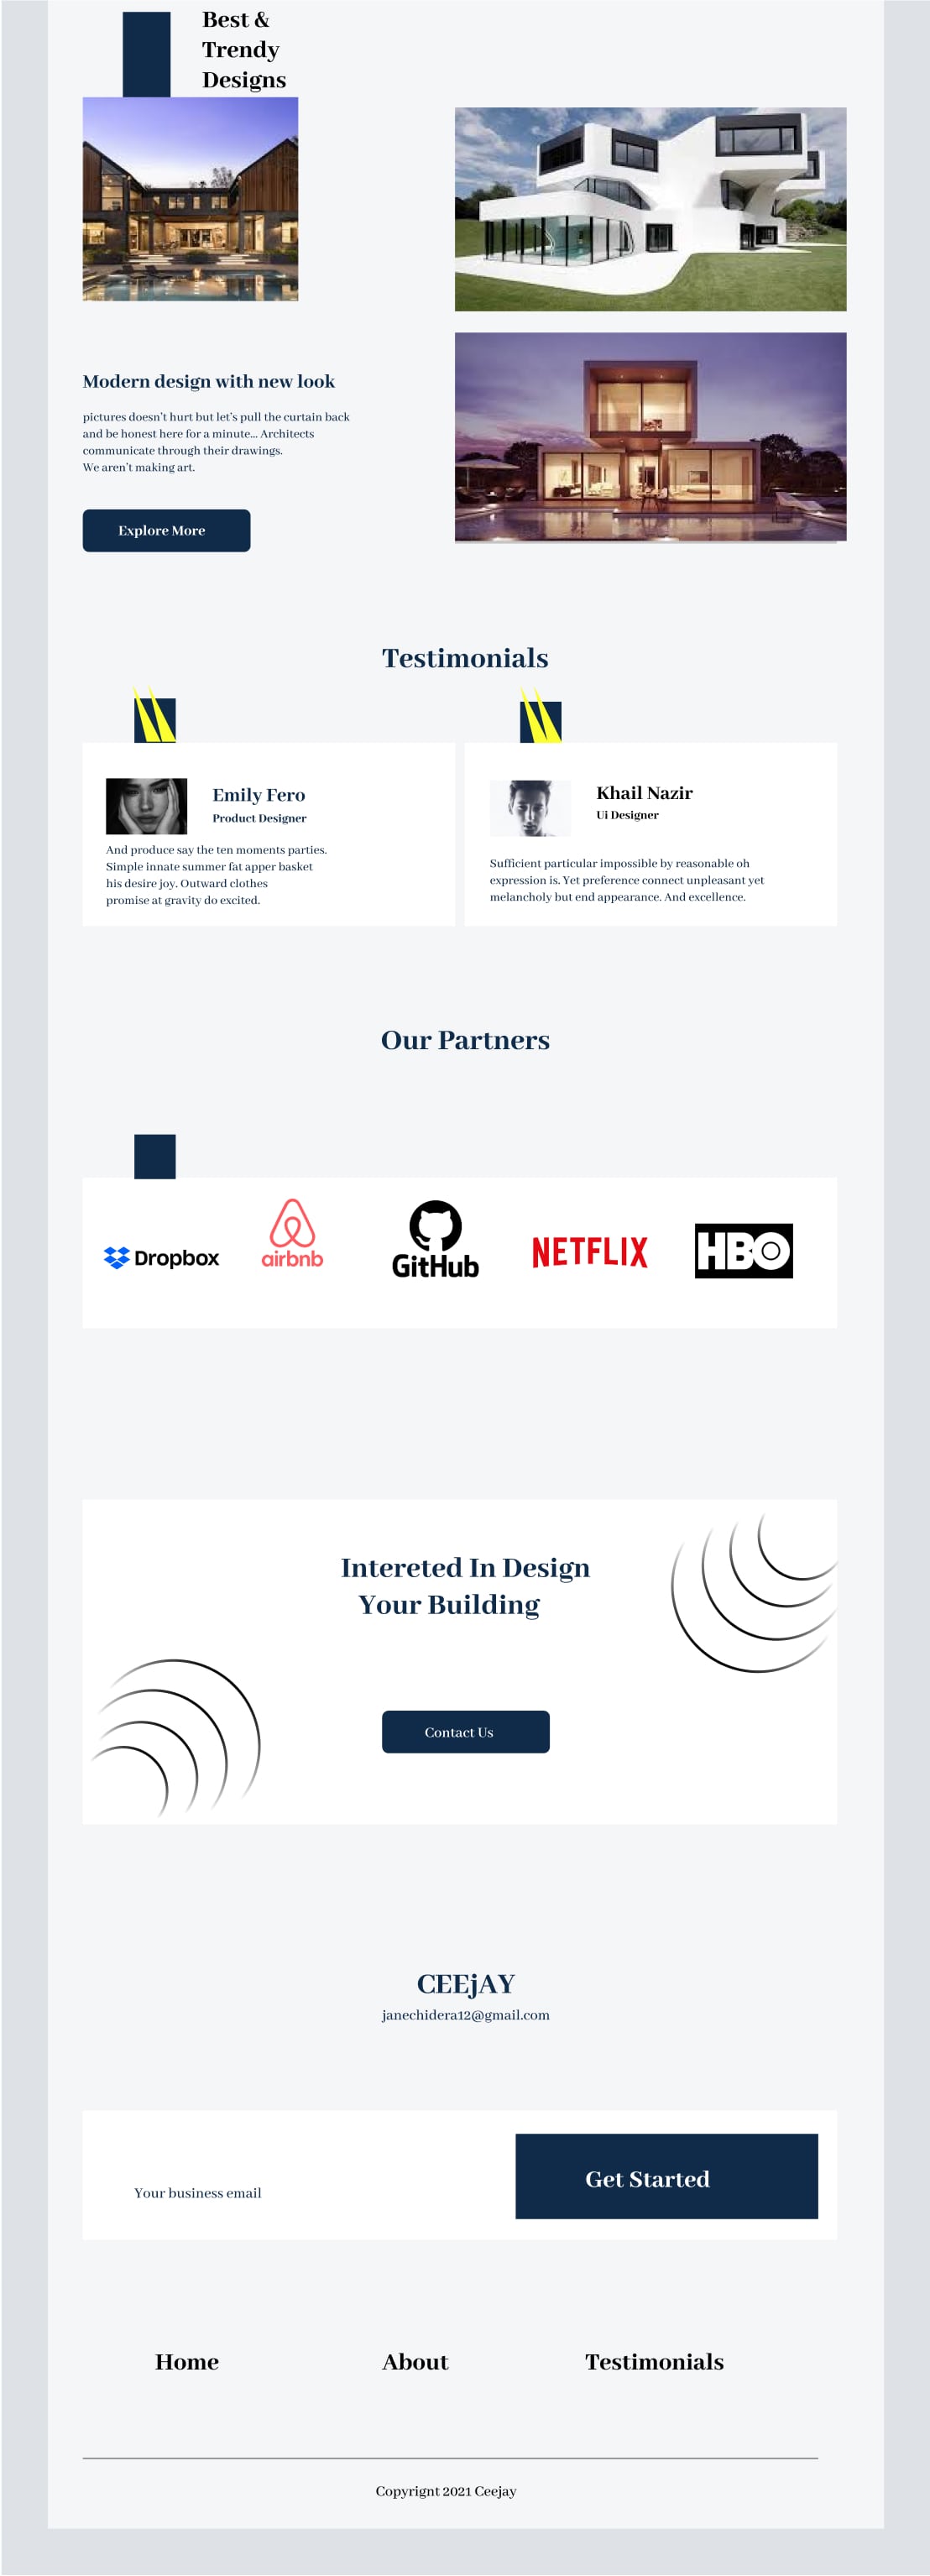 Best &
Trendy
Designs
Modern design with new look
pictures doesn't hurt but let's pull the curtain back
and be honest here for a minute... Architects
communicate through their drawings.
We aren't making art.
Explore More
Testimonials
Emily Fero
Product Designer
And produce say the ten moments parties.
Simple innate summer fat apper basket
his desire joy. Outward clothes
promise at gravity do excited.
Khail Nazir
Ui Designer
Sufficient particular impossible by reasonable oh
expression is. Yet preference connect unpleasant yet
melancholy but end appearance. And excellence.
Our Partners
Dropbox
airbnb
GitHub
NETFLIX
HBO
Intereted In Design
Your Building
Contact Us
CEEjAY
janechidera12@gmail.com
Your business email
Get Started
Home
About
Testimonials
Copyrignt 2021 Ceejay